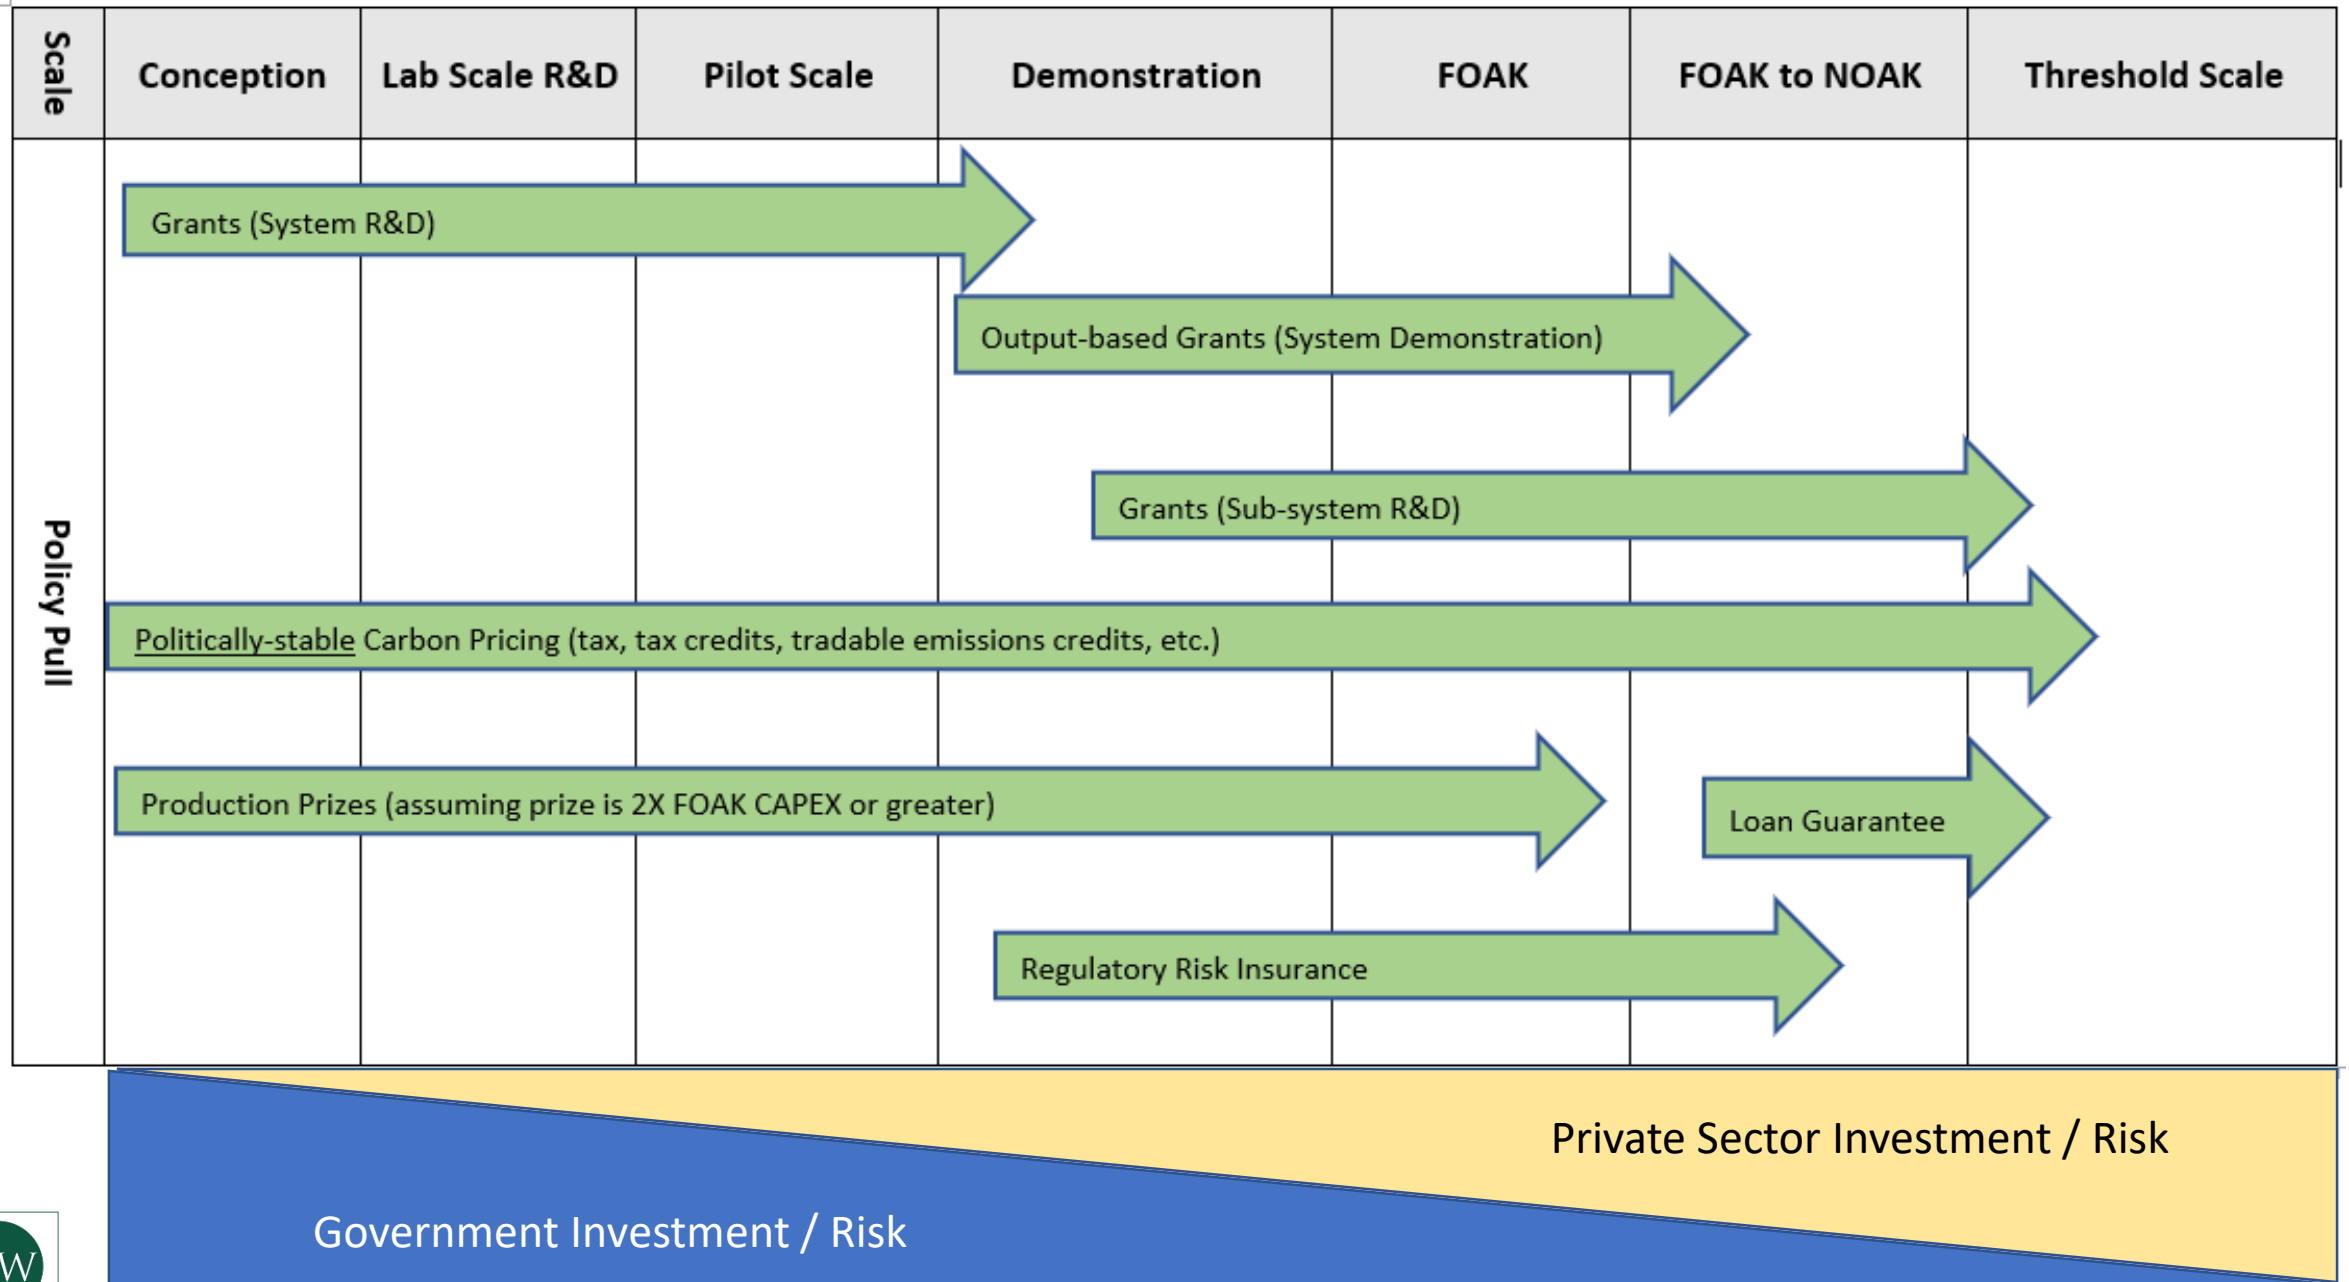 Scale
Conception
Lab Scale R&D
Pilot Scale
Demonstration
FOAK
FOAK to NOAK
Threshold Scale
Policy Pull
Grants (System R&D)
Output-based Grants (System Demonstration)
Grants (Sub-system R&D)
Politically-stable Carbon Pricing (tax, tax credits, tradable emissions credits, etc.)
Production Prizes (assuming prize is 2X FOAK CAPEX or greater)
Loan Guarantee
Regulatory Risk Insurance
Private Sector Investment / Risk
Government Investment / Risk
W